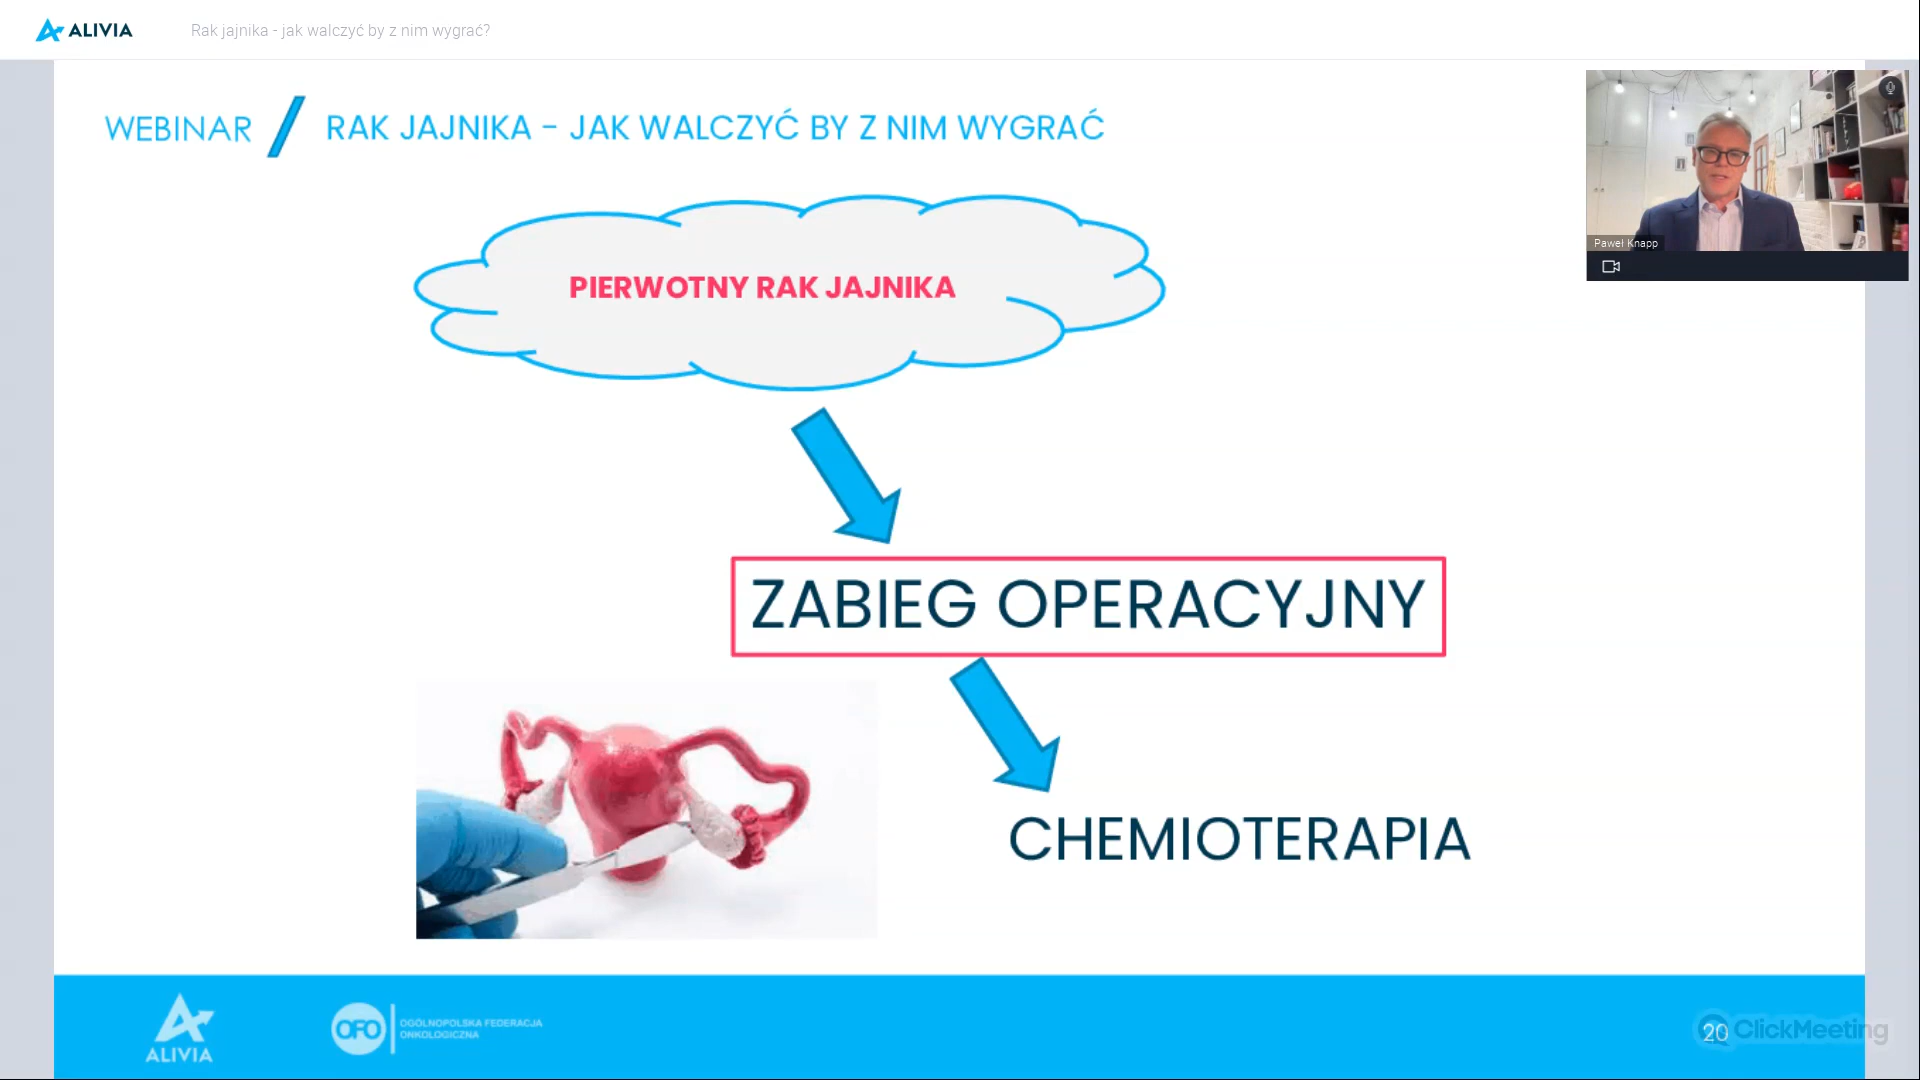 ALIVIA
Rak jajnika - jak walczyć by z nim wygrać?
WEBINAR / RAK JAJNIKA - JAK WALCZYĆ BY Z NIM WYGRAĆ
Paweł Knapp
PIERWOTNY RAK JAJNIKA
ZABIEG OPERACYJNY
CHEMIOTERAPIA
ALIVIA
OFO
OGÓLNOPOLSKA FEDERACJA
ONKOLOGICZNA
20
ClickMeeting